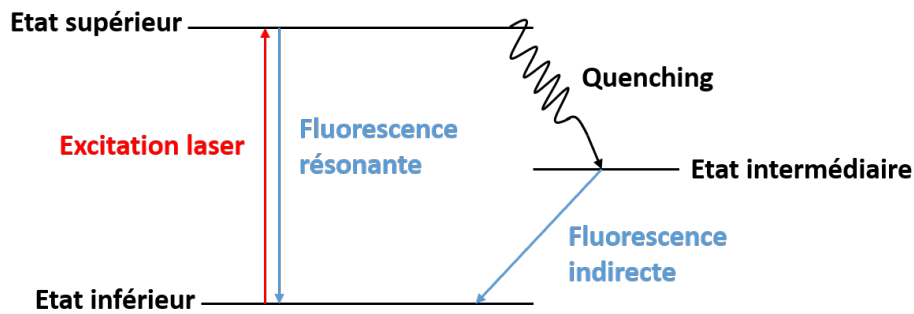 Etat supérieur
Quenching
Fluorescence
résonante
Excitation laser
Etat intermédiaire
Fluorescence
indirecte
Etat inférieur